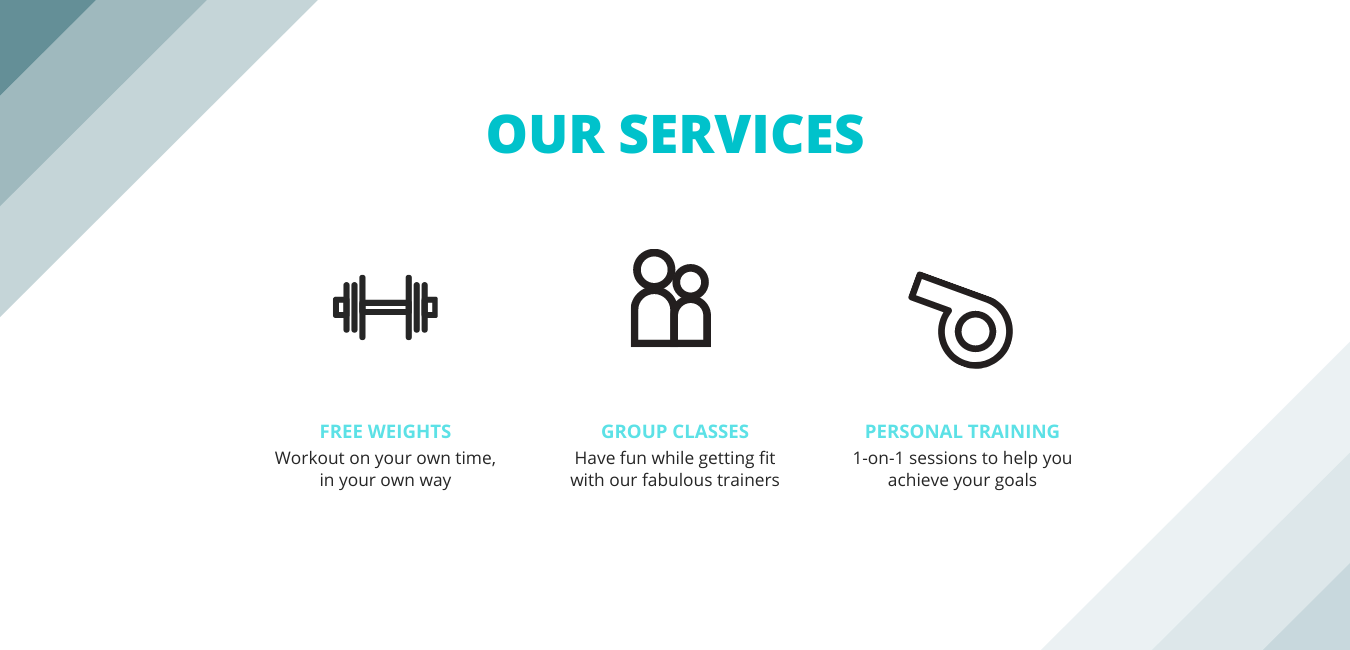 OUR SERVICES
FREE WEIGHTS
Workout on your own time,
in your own way
GROUP CLASSES
Have fun while getting fit
with our fabulous trainers
PERSONAL TRAINING
1-on-1 sessions to help you
achieve your goals